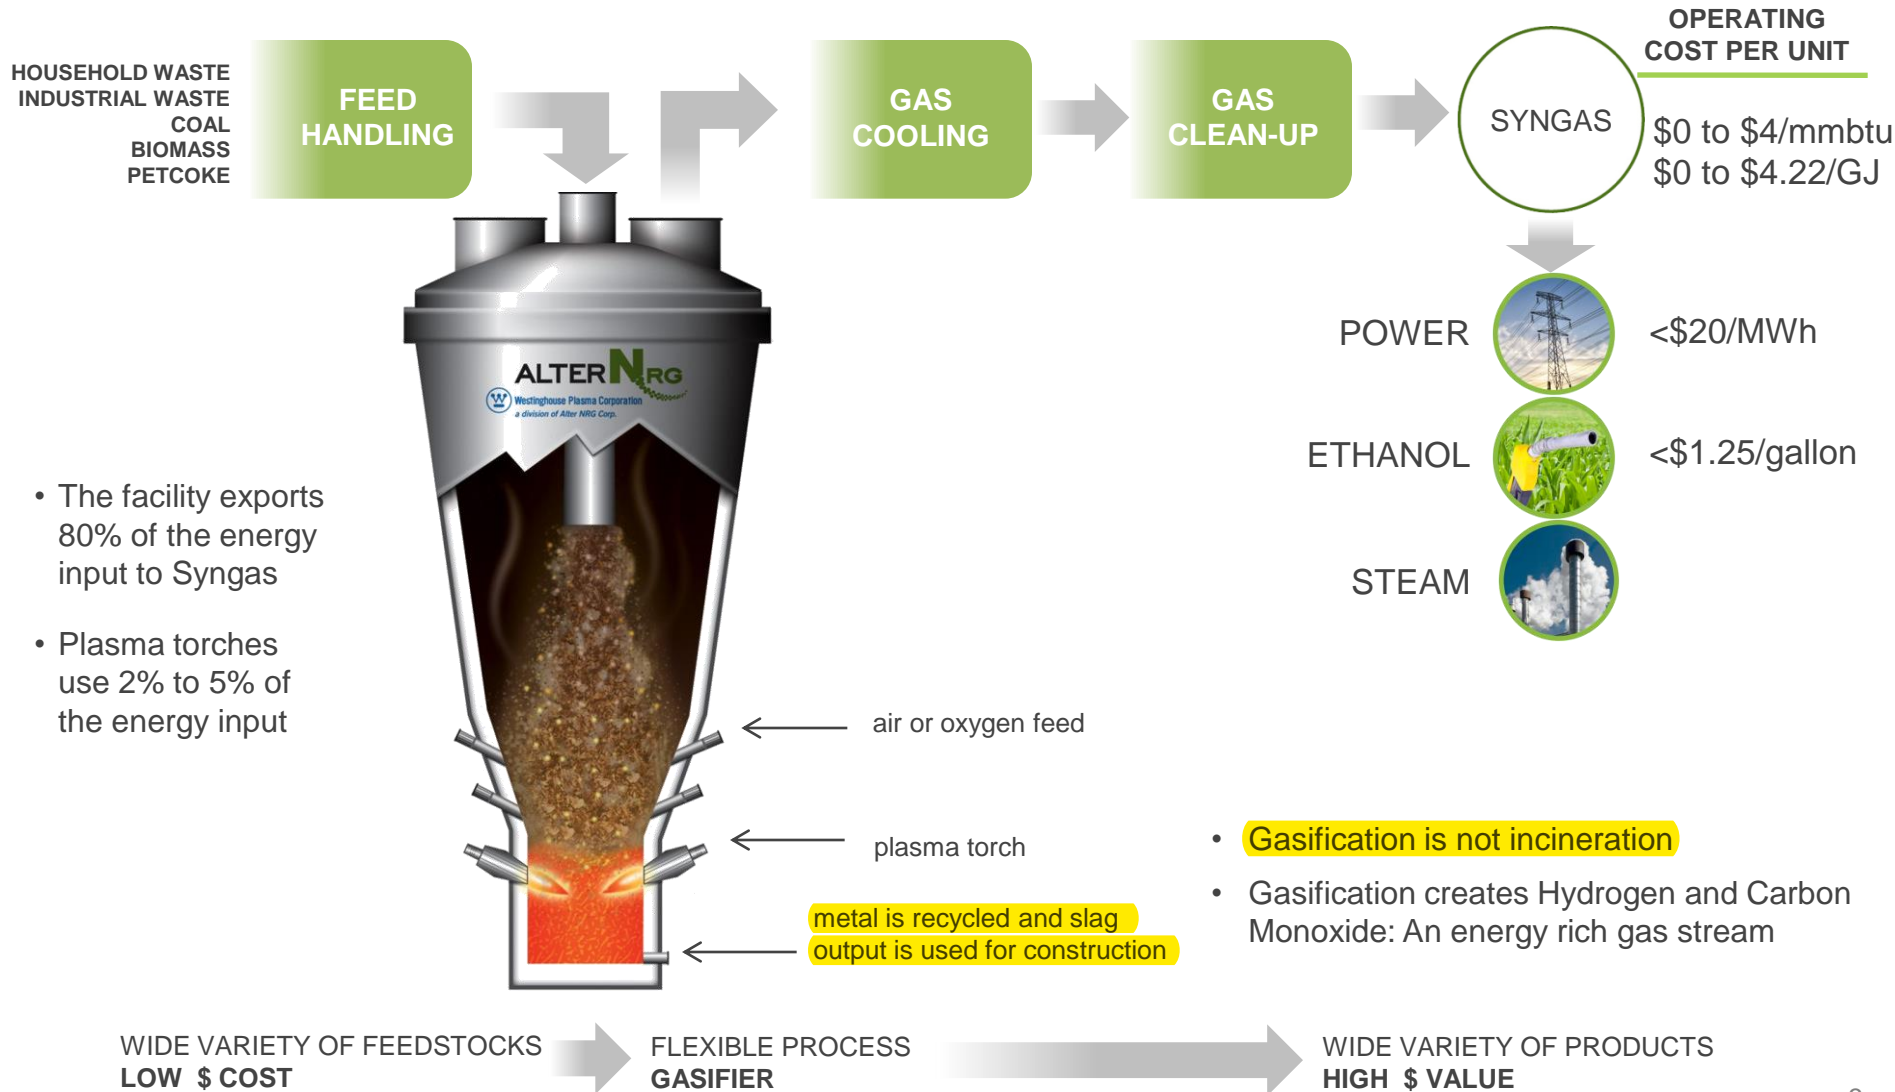 OPERATING
COST PER UNIT
HOUSEHOLD WASTE
INDUSTRIAL WASTE
COAL
BIOMASS
PETCOKE
FEED
HANDLING
GAS
COOLING
GAS
CLEAN-UP
SYNGAS
$0 to $4/mmbtu
$0 to $4.22/GJ
POWER
<$20/MWh
ETHANOL
<$1.25/gallon
STEAM
ALTER NRG
W Westinghouse Plasma Corporation
a division of Alter NRG Corp.
• The facility exports
80% of the energy
input to Syngas
• Plasma torches
use 2% to 5% of
the energy input
air or oxygen feed
plasma torch
metal is recycled and slag
output is used for construction
• Gasification is not incineration
• Gasification creates Hydrogen and Carbon
Monoxide: An energy rich gas stream
WIDE VARIETY OF FEEDSTOCKS
LOW $ COST
FLEXIBLE PROCESS
GASIFIER
WIDE VARIETY OF PRODUCTS
HIGH $ VALUE